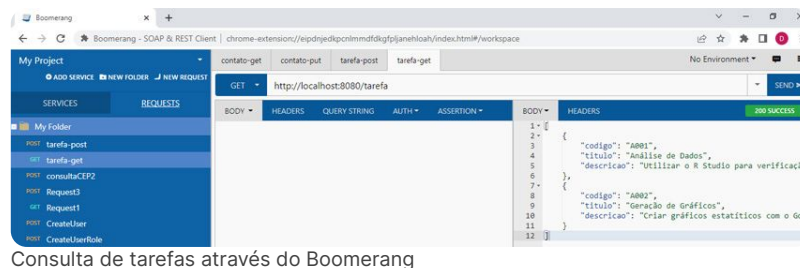 Boomerang
Boomerang - SOAP & REST Client | chrome-extension://eipdnjedkpcnlmmdfdkgfpljanehloah/index.html#/workspace
My Project
ADD SERVICE NEW FOLDER NEW REQUEST
contato-get contato-put tarefa-post tarefa-get No Environment
GET http://localhost:8080/tarefa SEND
SERVICES REQUESTS
BODY HEADERS QUERY STRING AUTH ASSERTION
BODY HEADERS 200 SUCCESS
My Folder
POST tarefa-post
GET tarefa-get
POST consultaCEP2
POST Request3
GET Request1
POST CreateUser
POST CreateUserRole
1 [
2 {
3 "codigo": "A001",
4 "titulo": "Análise de Dados",
5 "descricao": "Utilizar o R Studio para verificaçã
6 },
7 {
8 "codigo": "A002",
9 "titulo": "Geração de Gráficos",
10 "descricao": "Criar gráficos estatíticos com o Go
11 }
12 ]
Consulta de tarefas através do Boomerang